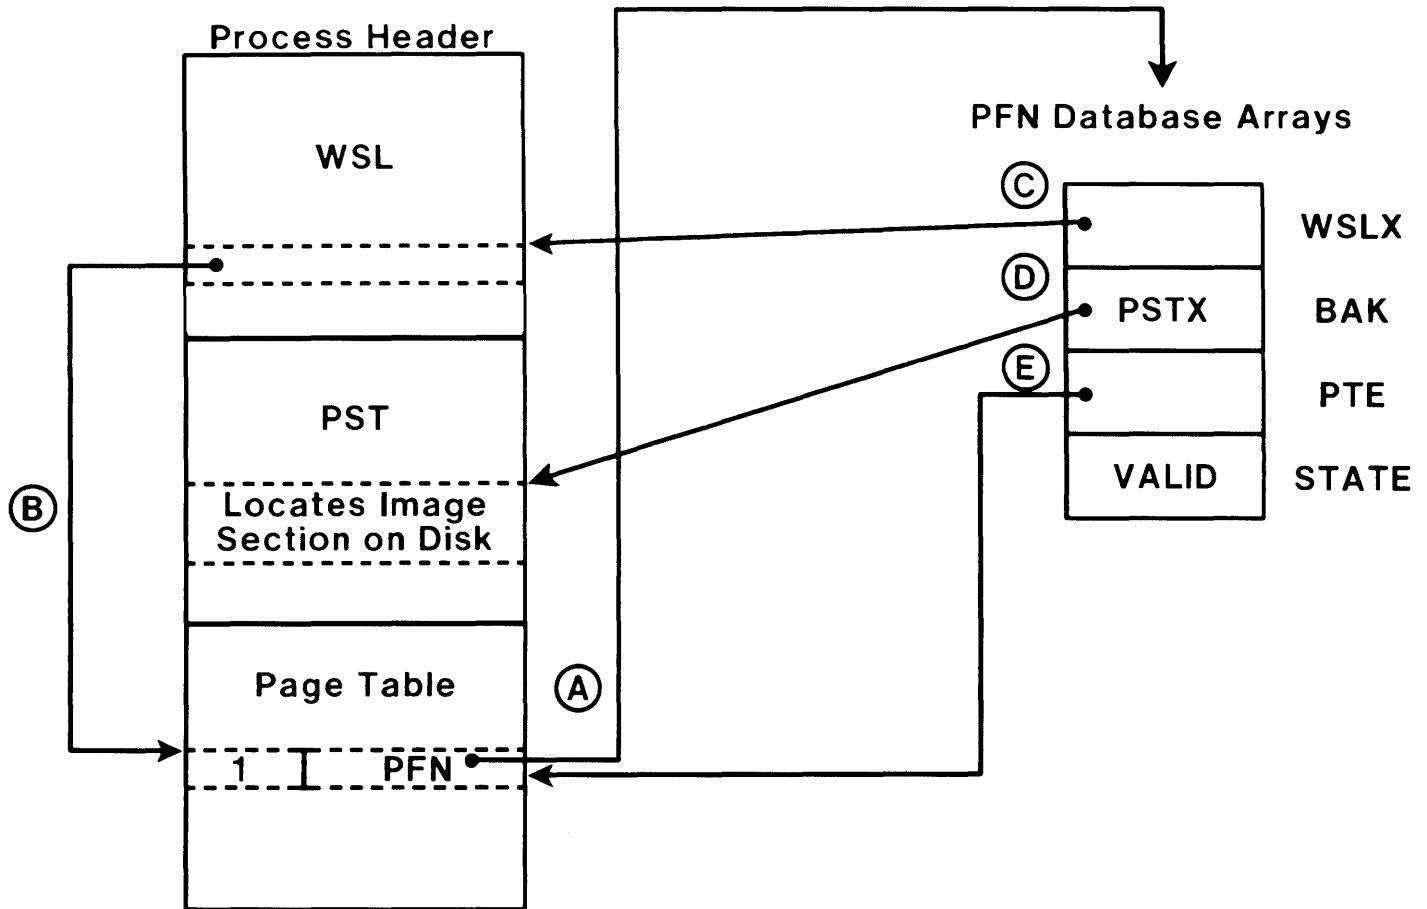 Process Header
WSL
PST
Locates Image
Section on Disk
Page Table
1 PFN
B
A
PFN Database Arrays
C
WSLX
D
PSTX BAK
E
PTE
VALID STATE